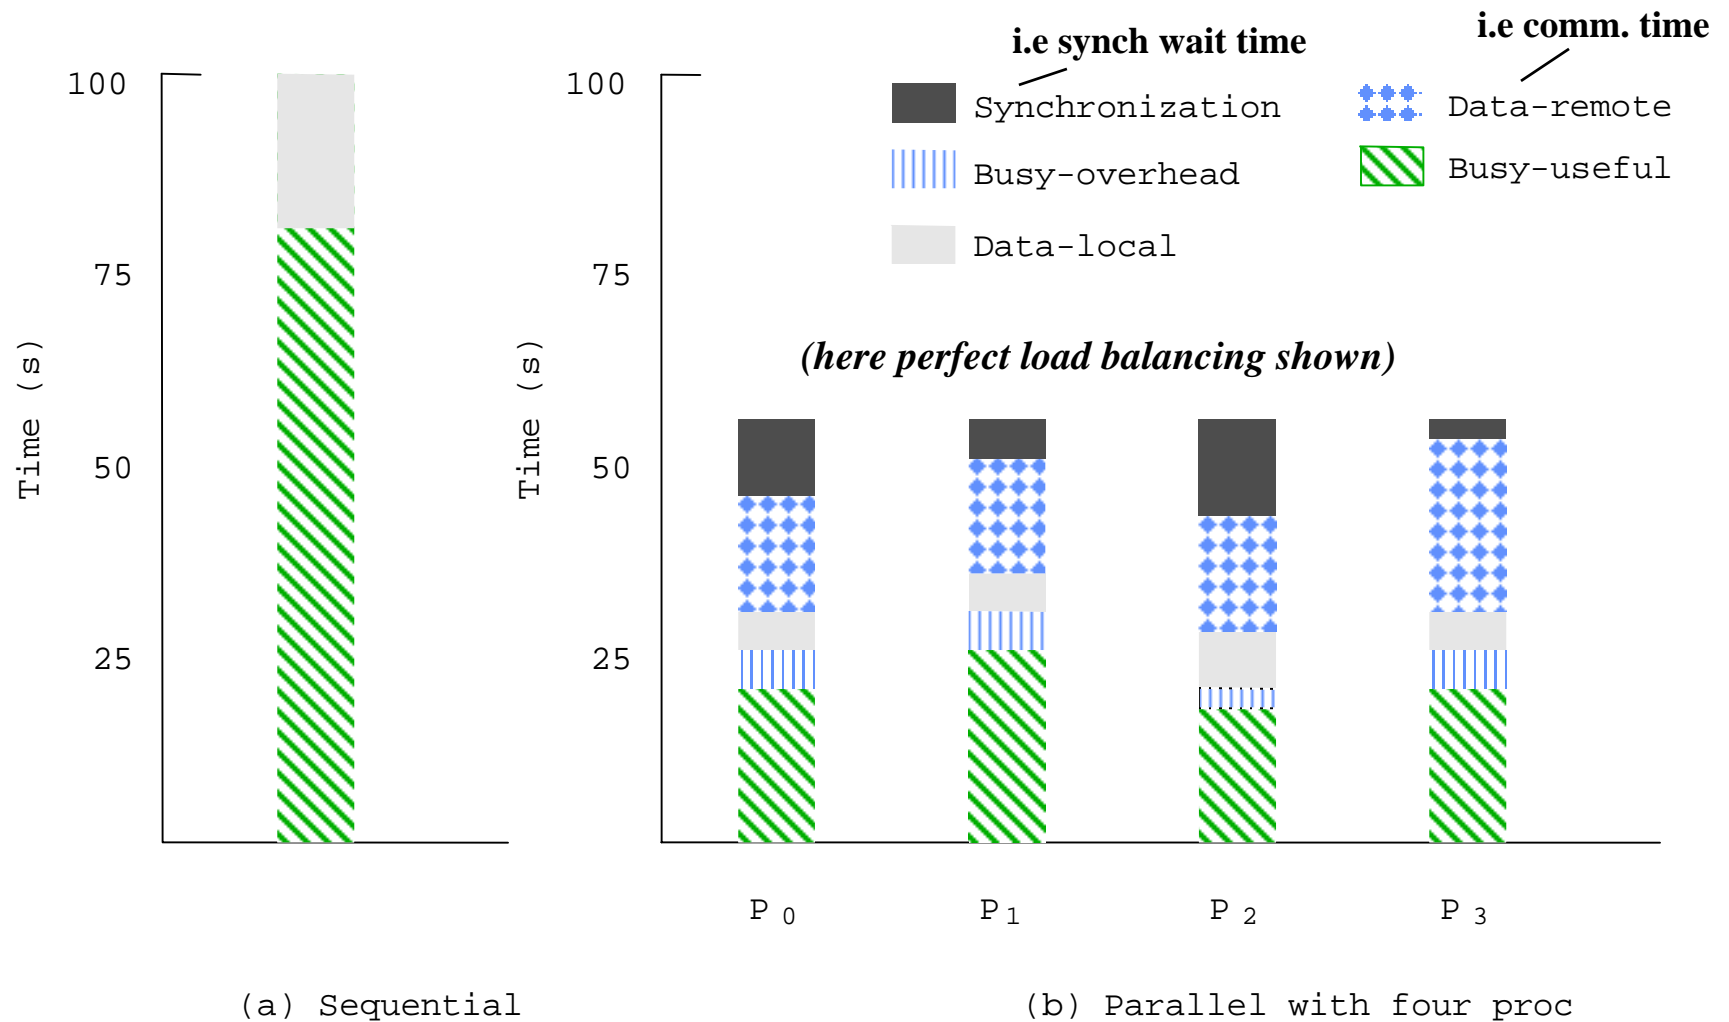 i.e comm. time
i.e synch wait time
100
75
50
25
Time (s)
100
75
50
25
Time (s)
Synchronization
Data-remote
Busy-overhead
Busy-useful
Data-local
(here perfect load balancing shown)
P 0
P 1
P 2
P 3
(a) Sequential
(b) Parallel with four proc